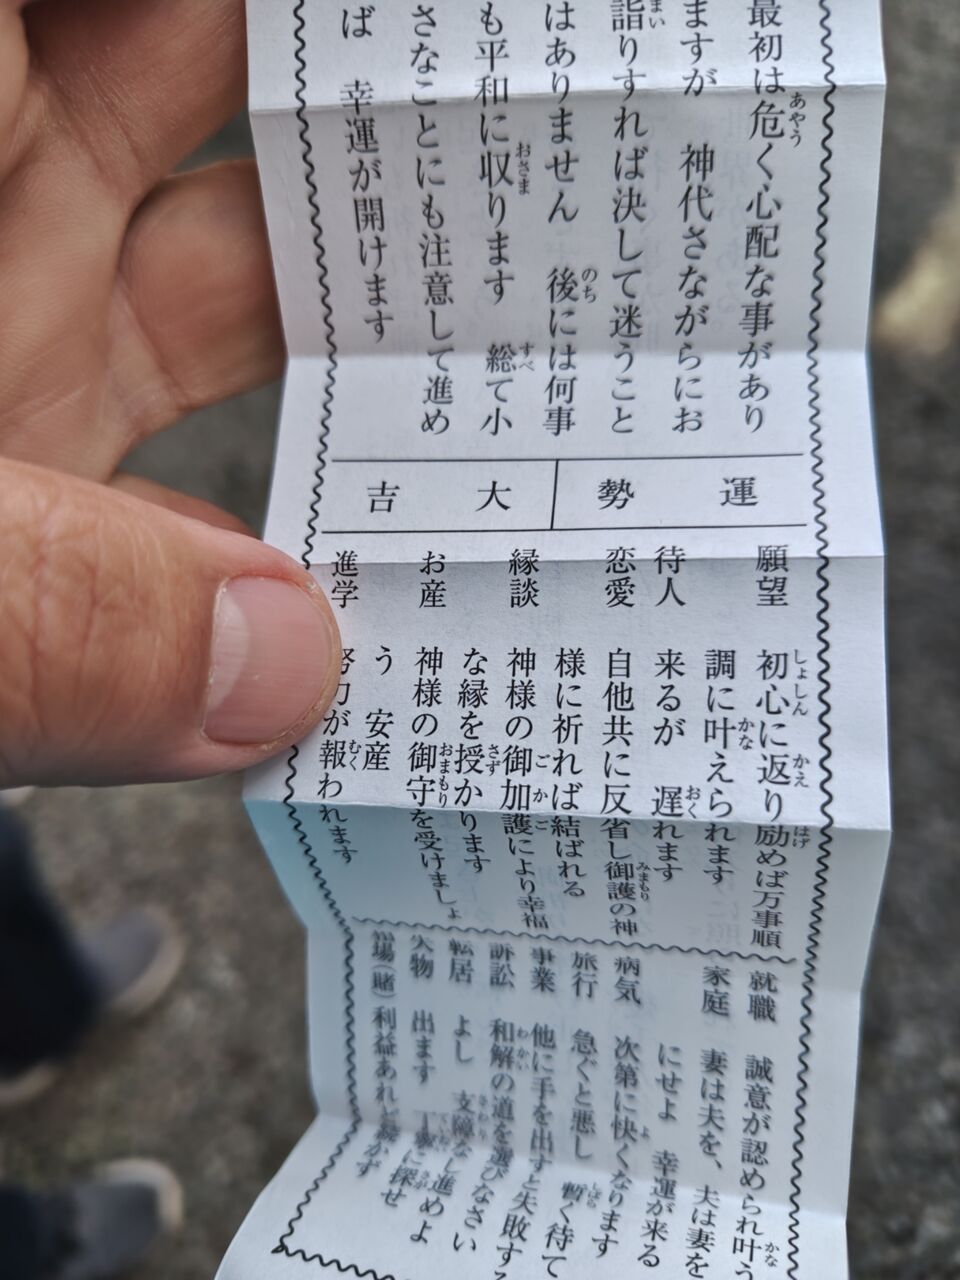 最初は危く心配な事があり
ますが 神代さながらにお
詣りすれば決して迷うこと
はありません 後には何事
も平和に収ります 総て小
さなことにも注意して進め
ば 幸運が開けます
運勢 大吉
願望 初心に返り励めば万事順
調に叶えられます
待人 来るが 遅れます
恋愛 自他共に反省し御護の神
様に祈れば結ばれる
縁談 神様の御加護により幸福
な縁を授かります
お産 神様の御守を受けましょ
う 安産
進学 努力が報われます
就職 誠意が認められ叶う
家庭 妻は夫を、夫は妻を
にせよ 幸運が来る
病気 次第に快くなります
旅行 急ぐと悪し 暫く待て
事業 他に手を出すと失敗する
訴訟 和解の道を選びなさい
転居 よし 支障なし進めよ
失物 出ます 丁寧に探せ
相場(賭) 利益あれど続かず